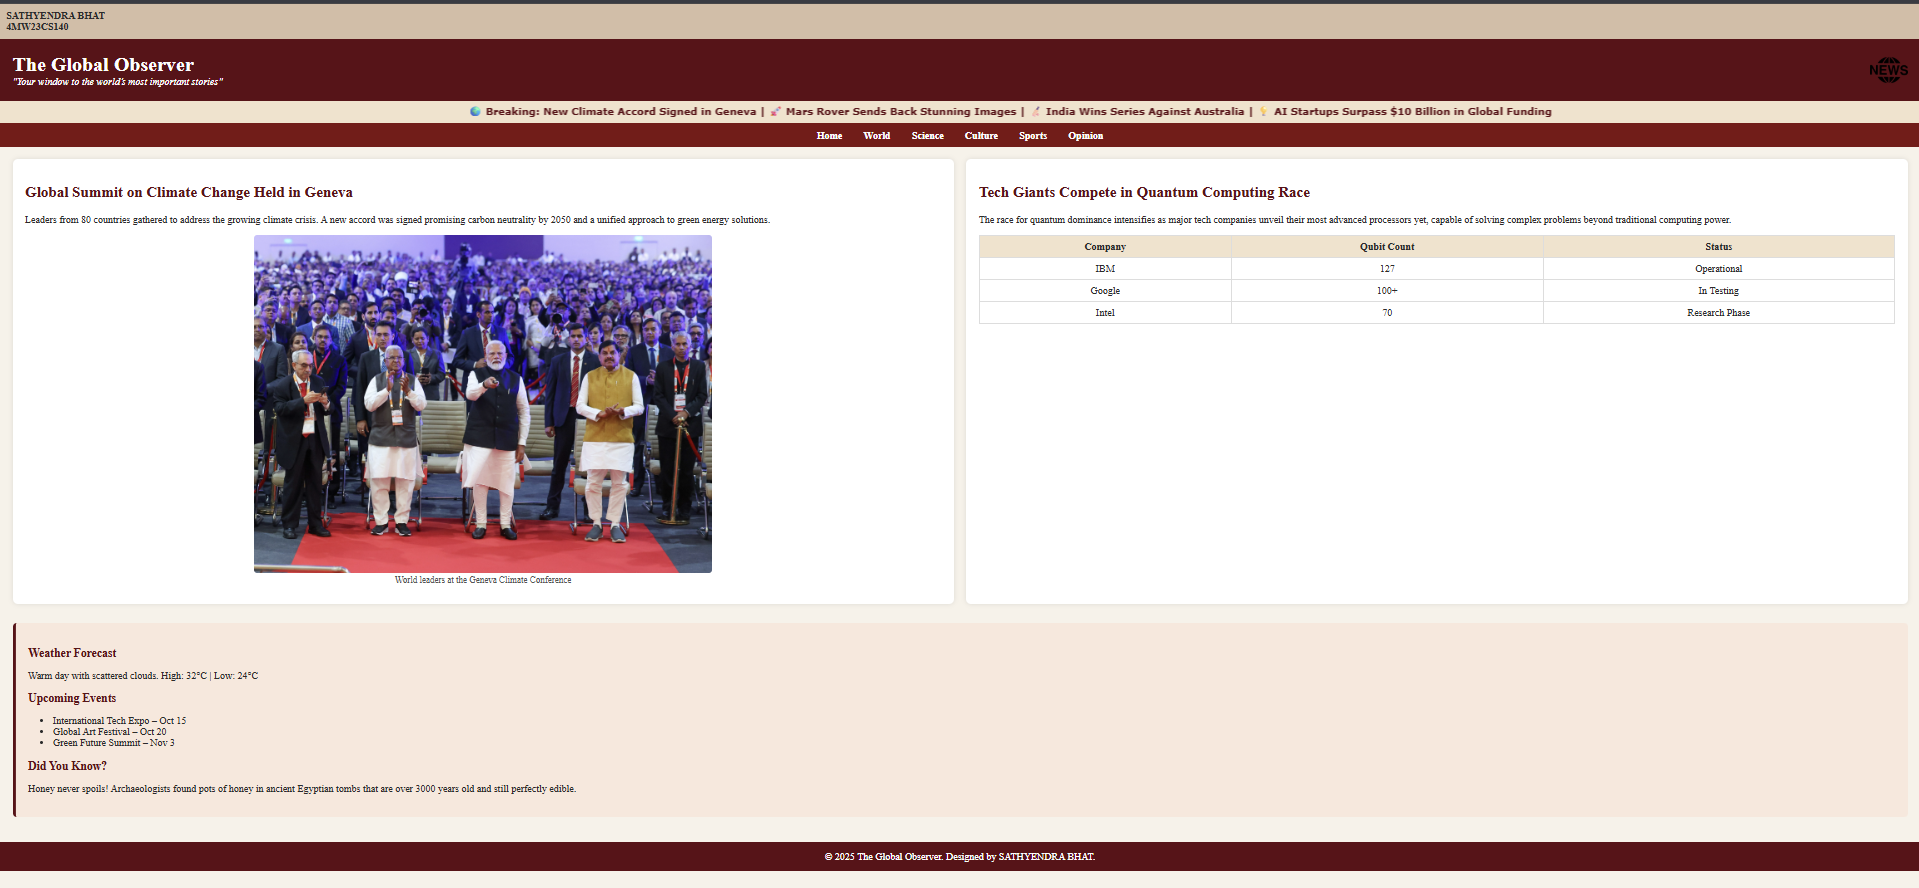 SATHYENDRA BHAT
4MW23CS140
The Global Observer
"Your window to the world's most important stories"
NEWS
Breaking: New Climate Accord Signed in Geneva | Mars Rover Sends Back Stunning Images | India Wins Series Against Australia | AI Startups Surpass $10 Billion in Global Funding
Home World Science Culture Sports Opinion
Global Summit on Climate Change Held in Geneva
Leaders from 80 countries gathered to address the growing climate crisis. A new accord was signed promising carbon neutrality by 2050 and a unified approach to green energy solutions.
World leaders at the Geneva Climate Conference
Tech Giants Compete in Quantum Computing Race
The race for quantum dominance intensifies as major tech companies unveil their most advanced processors yet, capable of solving complex problems beyond traditional computing power.
Company Qubit Count Status
IBM 127 Operational
Google 100+ In Testing
Intel 70 Research Phase
Weather Forecast
Warm day with scattered clouds. High: 32°C | Low: 24°C
Upcoming Events
• International Tech Expo – Oct 15
• Global Art Festival – Oct 20
• Green Future Summit – Nov 3
Did You Know?
Honey never spoils! Archaeologists found pots of honey in ancient Egyptian tombs that are over 3000 years old and still perfectly edible.
© 2025 The Global Observer. Designed by SATHYENDRA BHAT.